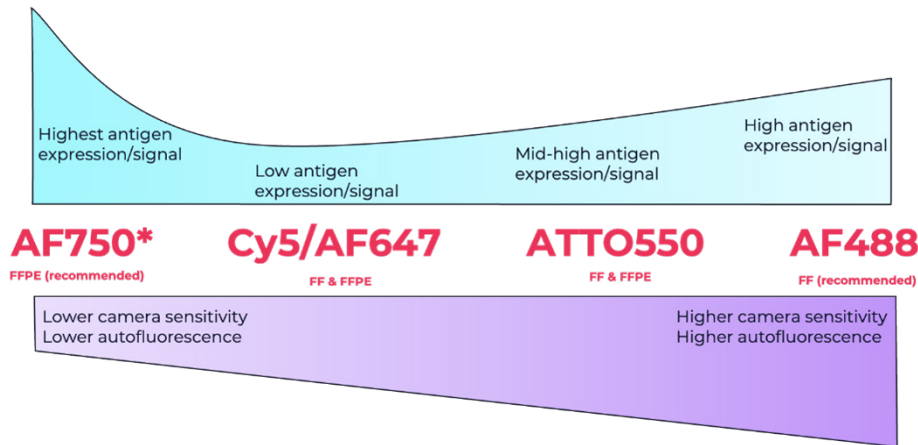 Highest antigen
expression/signal
Low antigen
expression/signal
Mid-high antigen
expression/signal
High antigen
expression/signal
AF750*
FFPE (recommended)
Cy5/AF647
FF & FFPE
ATTO550
FF & FFPE
AF488
FF (recommended)
Lower camera sensitivity
Lower autofluorescence
Higher camera sensitivity
Higher autofluorescence